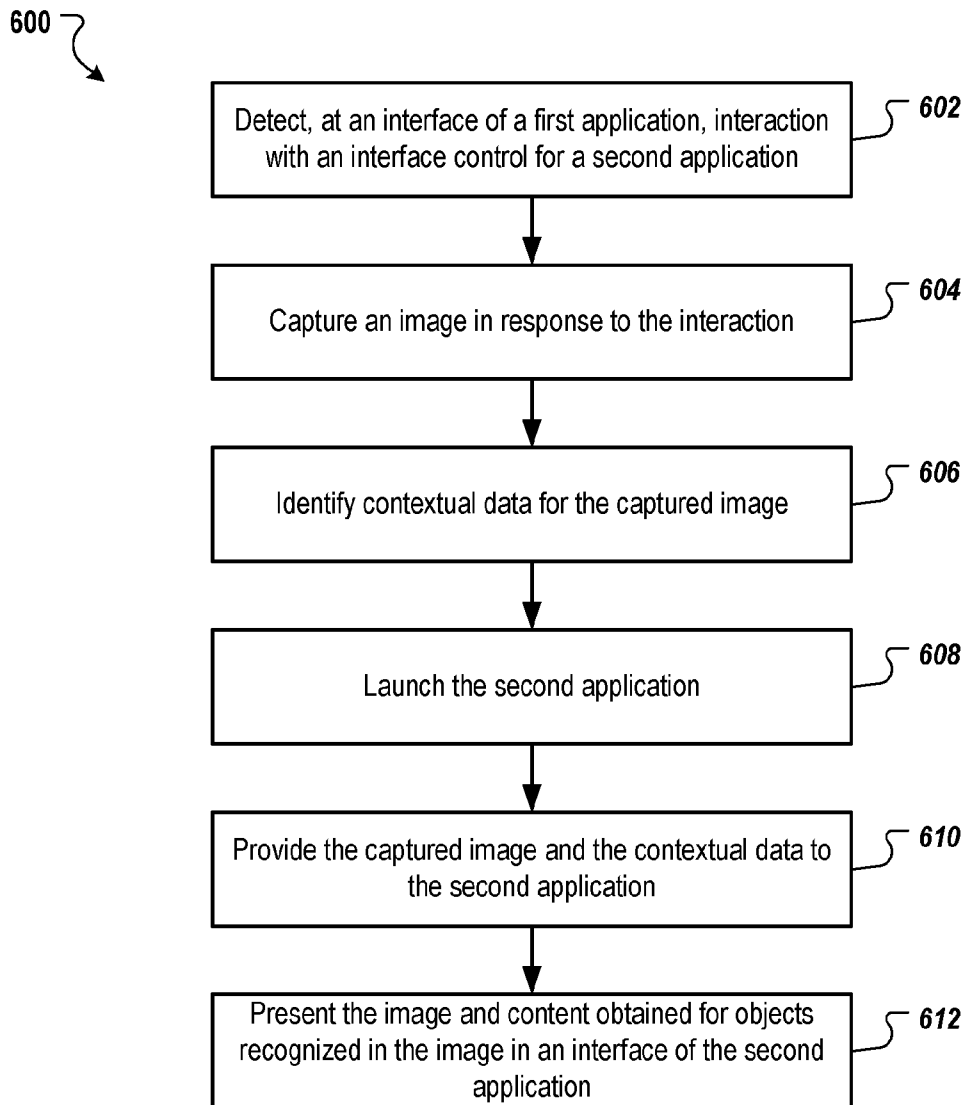 600
Detect, at an interface of a first application, interaction
with an interface control for a second application
602
Capture an image in response to the interaction
604
Identify contextual data for the captured image
606
Launch the second application
608
Provide the captured image and the contextual data to
the second application
610
Present the image and content obtained for objects
recognized in the image in an interface of the second
application
612